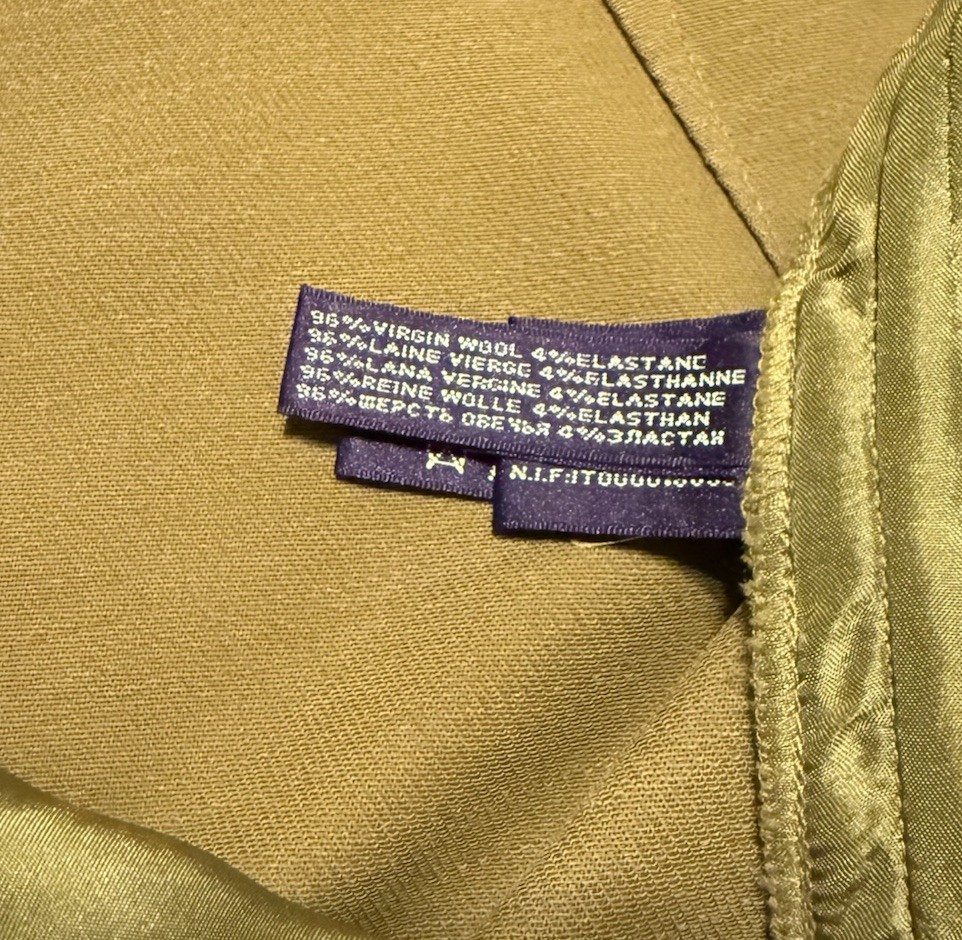 96%VIRGIN WOOL 4%ELASTANE
96%LAINE VIERGE 4%ELASTHANNE
96%LANA VERGINE 4%ELASTANE
96%REINE WOLLE 4%ELASTHAN
96%ШЕРСТЬ ОВЕЧЬЯ 4%ЭЛАСТАН
N.I.F: